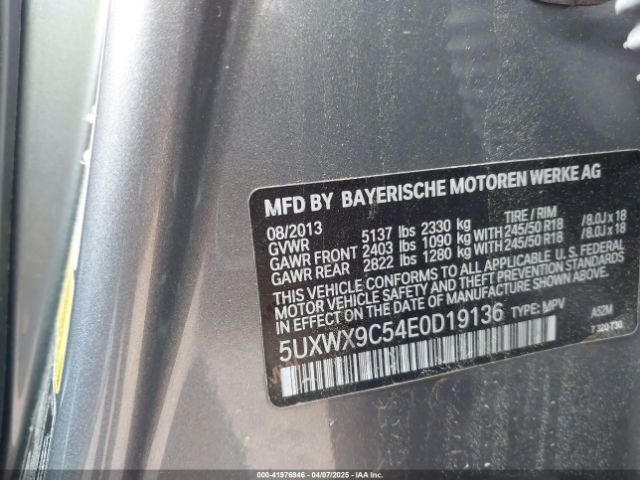 MFD BY BAYERISCHE MOTOREN WERKE AG
08/2013 TIRE / RIM
GVWR 5137 lbs 2330 kg
GAWR FRONT 2403 lbs 1090 kg WITH 245/50 R18 /8.0J x 18
GAWR REAR 2822 lbs 1280 kg WITH 245/50 R18 /8.0J x 18
THIS VEHICLE CONFORMS TO ALL APPLICABLE U.S. FEDERAL
MOTOR VEHICLE SAFETY AND THEFT PREVENTION STANDARDS
IN EFFECT ON THE DATE OF MANUFACTURE SHOWN ABOVE.
5UXWX9C54E0D19136 TYPE: MPV A52M
000-41976946 - 04/07/2025 - IAAI.COM